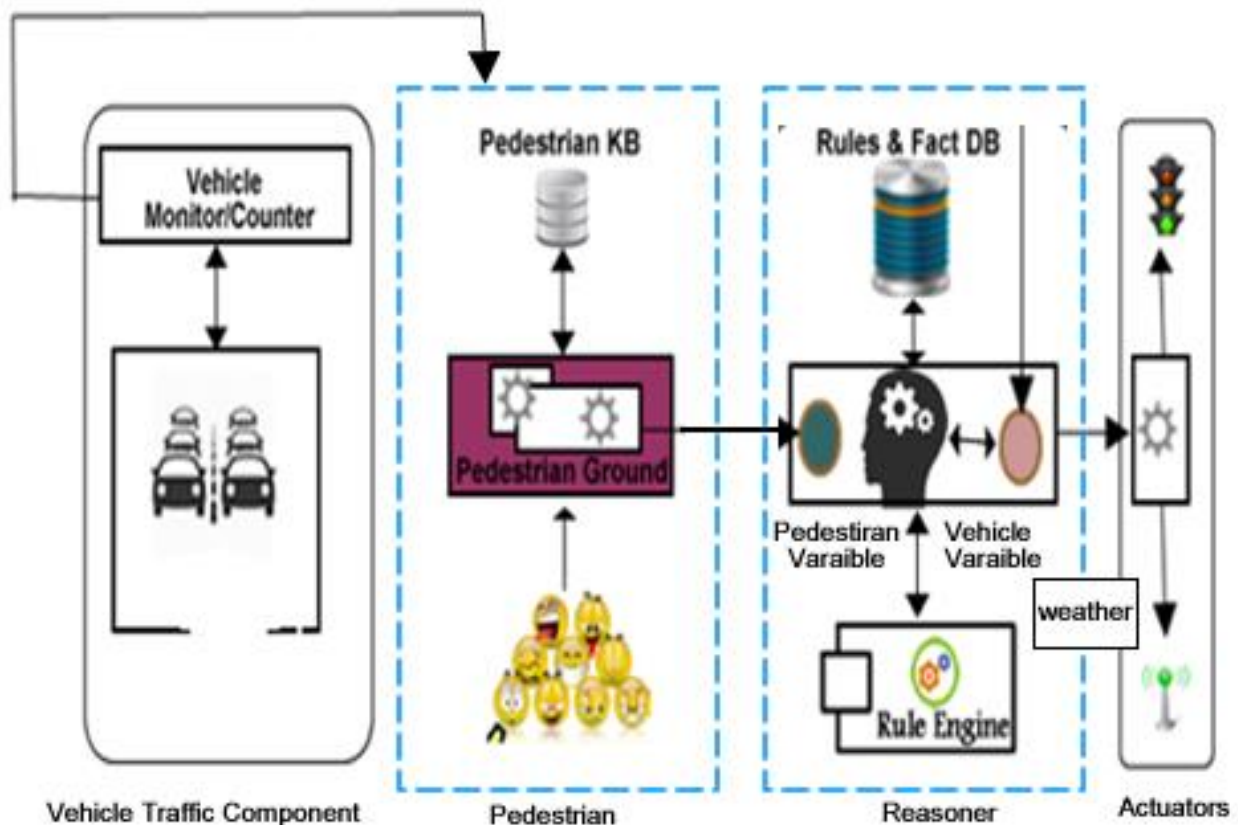 Vehicle
Monitor/Counter
Pedestrian KB
Rules & Fact DB
Pedestrian Ground
Pedestiran
Varaible
Vehicle
Varaible
weather
Rule Engine
Vehicle Traffic Component
Pedestrian
Reasoner
Actuators